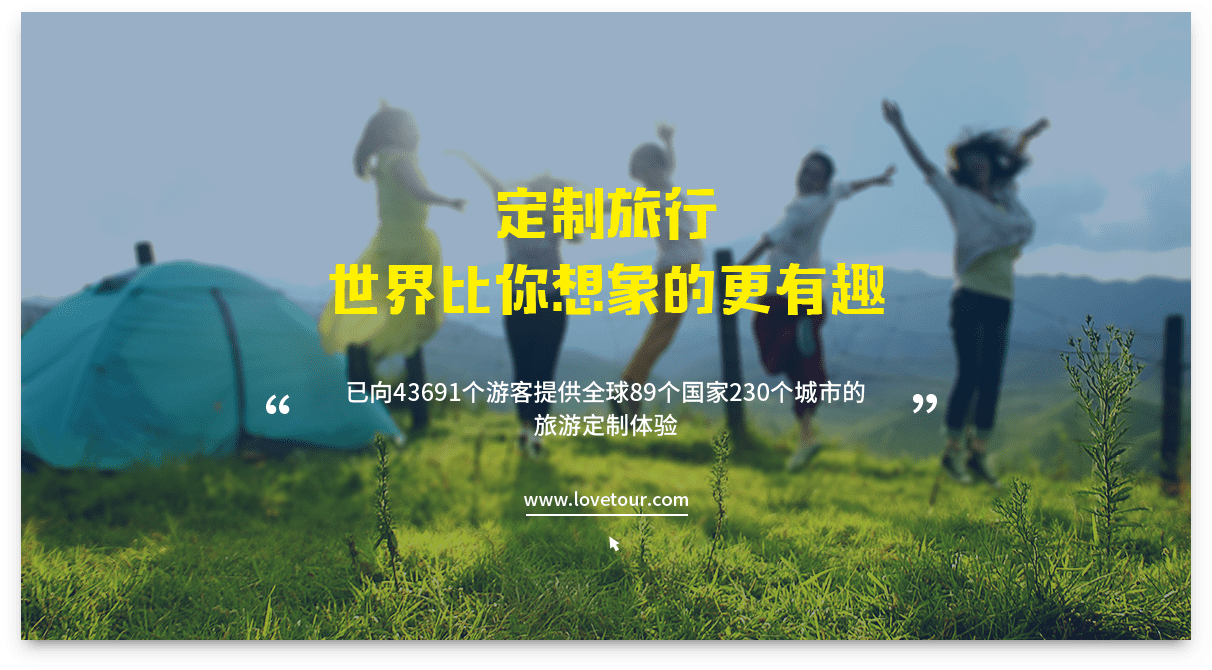 定制旅行
世界比你想象的更有趣
“ 已向43691个游客提供全球89个国家230个城市的 ”
旅游定制体验
www.lovetour.com